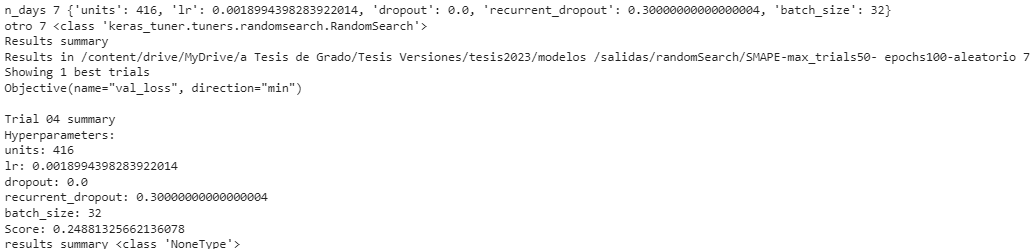 n_days 7 {'units': 416, 'lr': 0.0018994398283922014, 'dropout': 0.0, 'recurrent_dropout': 0.30000000000000004, 'batch_size': 32}
otro 7 <class 'keras_tuner.tuners.randomsearch.RandomSearch'>
Results summary
Results in /content/drive/MyDrive/a Tesis de Grado/Tesis Versiones/tesis2023/modelos /salidas/randomSearch/SMAPE-max_trials50- epochs100-aleatorio 7
Showing 1 best trials
Objective(name="val_loss", direction="min")

Trial 04 summary
Hyperparameters:
units: 416
lr: 0.0018994398283922014
dropout: 0.0
recurrent_dropout: 0.30000000000000004
batch_size: 32
Score: 0.24881325662136078
results summary <class 'NoneType'>